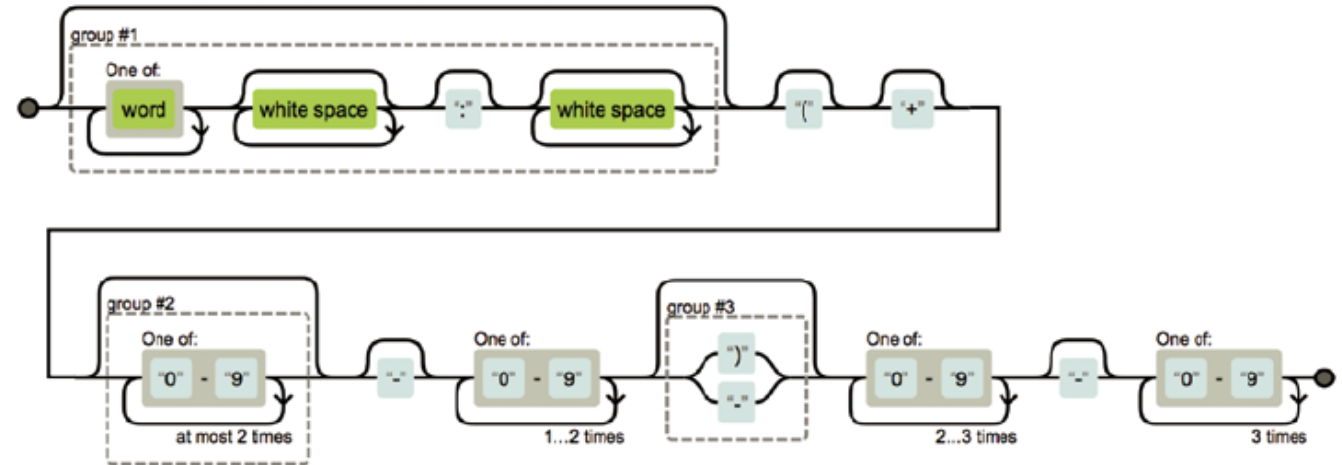 group #1
One of:
word white space ":" white space "(" "+"
group #2 group #3
One of: One of: ")" One of: One of:
"0" - "9" "-" "0" - "9" "-" "0" - "9" "-" "0" - "9"
at most 2 times 1...2 times 2...3 times 3 times